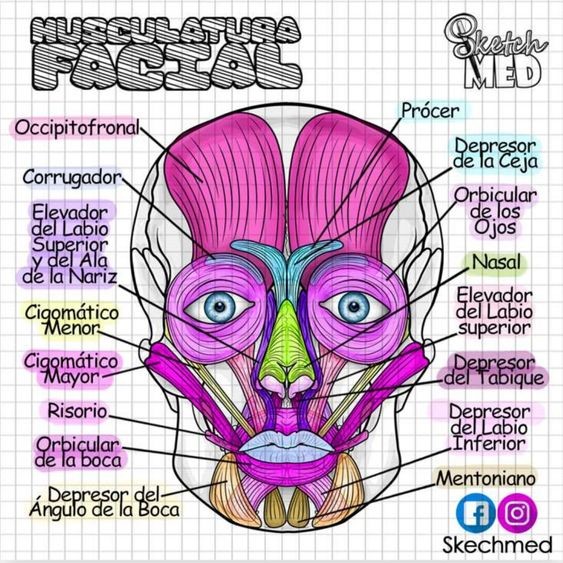 MUSCULATURA
FACIAL
Sketch
MED
Occipitofronal
Corrugador
Elevador
del Labio
Superior
y del Ala
de la Nariz
Cigomático
Menor
Cigomático
Mayor
Risorio
Orbicular
de la boca
Depresor del
Ángulo de la Boca
Prócer
Depresor
de la Ceja
Orbicular
de los
Ojos
Nasal
Elevador
del Labio
superior
Depresor
del Tabique
Depresor
del Labio
Inferior
Mentoniano
Skechmed